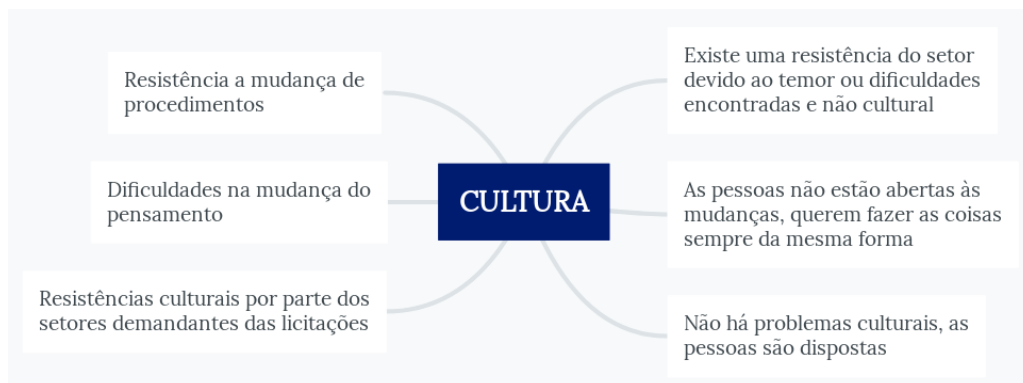 Resistência a mudança de
procedimentos
Dificuldades na mudança do
pensamento
Resistências culturais por parte dos
setores demandantes das licitações
CULTURA
Existe uma resistência do setor
devido ao temor ou dificuldades
encontradas e não cultural
As pessoas não estão abertas às
mudanças, querem fazer as coisas
sempre da mesma forma
Não há problemas culturais, as
pessoas são dispostas